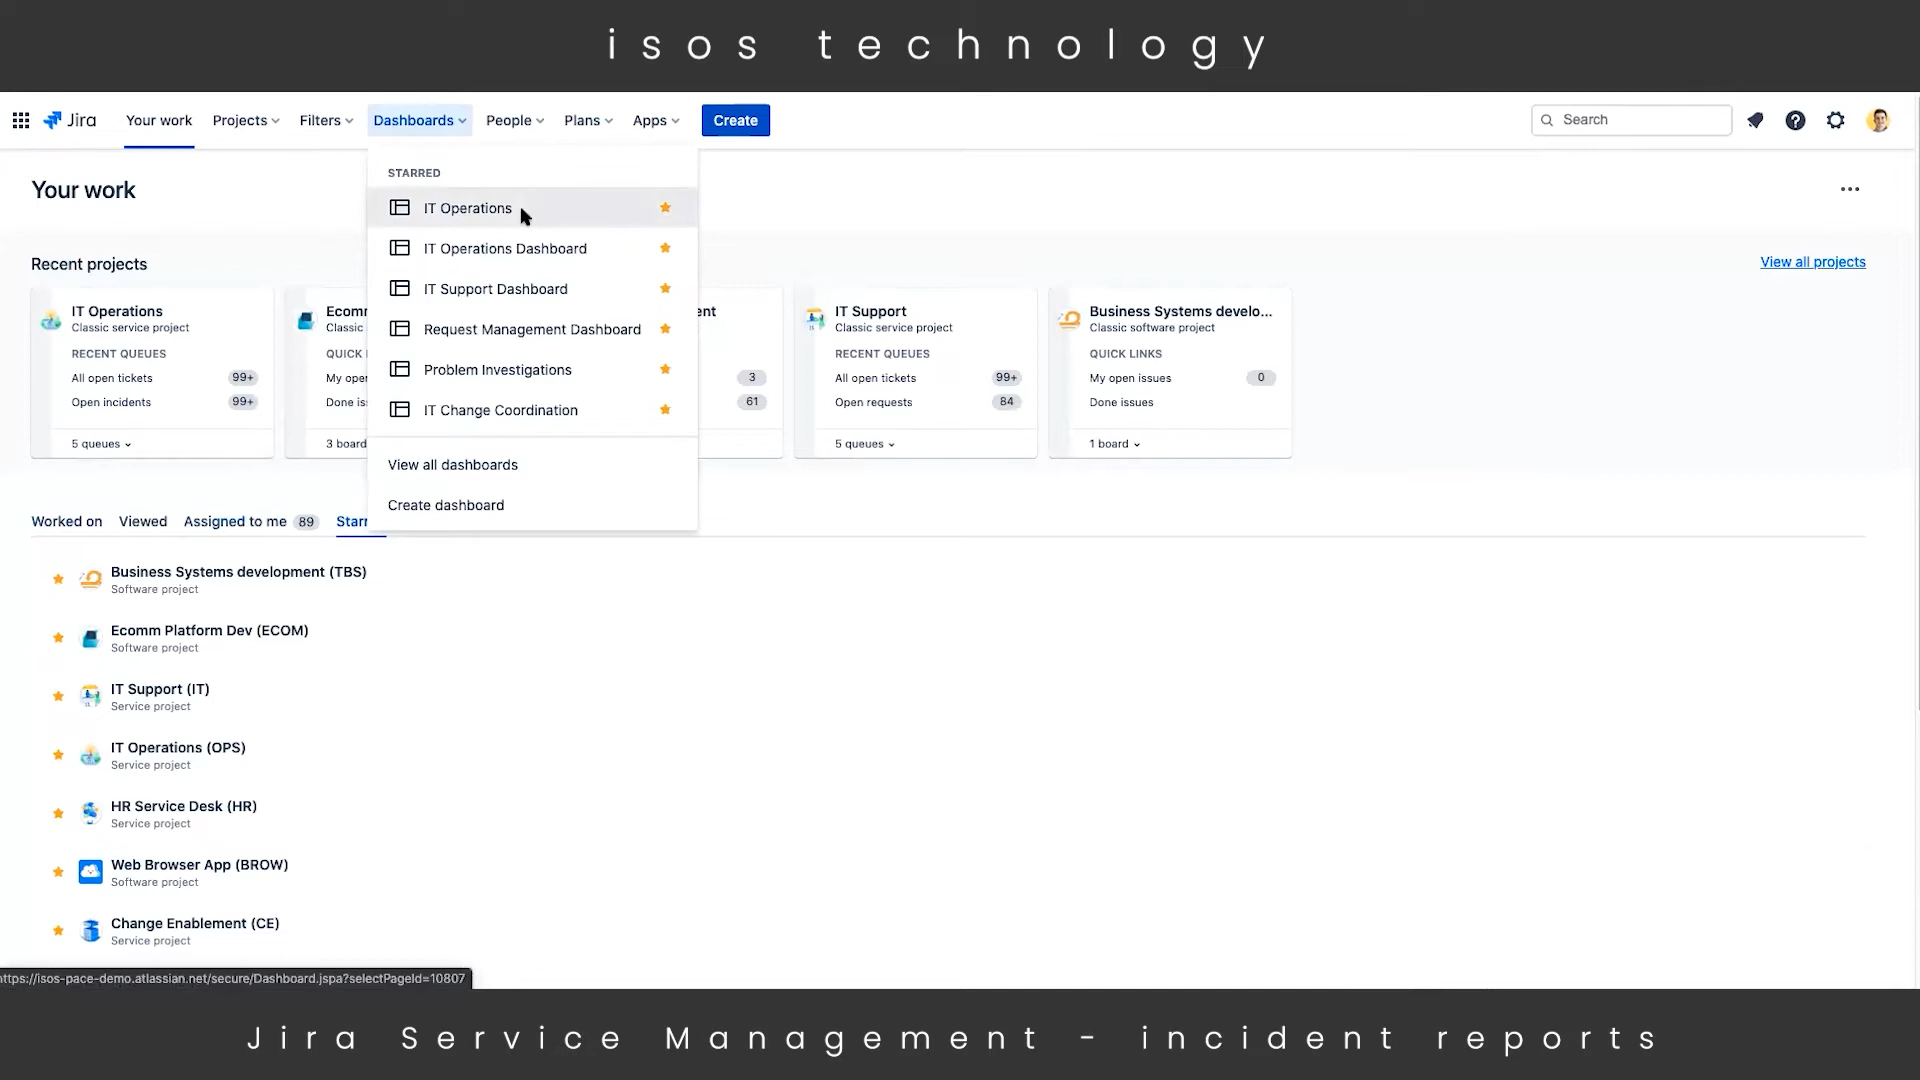 isos technology
Jira
Your work
Projects
Filters
Dashboards
People
Plans
Apps
Create
Search
Your work
STARRED
IT Operations
IT Operations Dashboard
IT Support Dashboard
Request Management Dashboard
Problem Investigations
IT Change Coordination
View all dashboards
Create dashboard
Recent projects
View all projects
IT Operations
Classic service project
RECENT QUEUES
All open tickets 99+
Open incidents 99+
5 queues
Ecom
Classic
QUICK
My oper
Done is
3 board
ent
3
61
IT Support
Classic service project
RECENT QUEUES
All open tickets 99+
Open requests 84
5 queues
Business Systems develo...
Classic software project
QUICK LINKS
My open issues 0
Done issues
1 board
Worked on
Viewed
Assigned to me 89
Starr
Business Systems development (TBS)
Software project
Ecomm Platform Dev (ECOM)
Software project
IT Support (IT)
Service project
IT Operations (OPS)
Service project
HR Service Desk (HR)
Service project
Web Browser App (BROW)
Software project
Change Enablement (CE)
Service project
https://isos-pace-demo.atlassian.net/secure/Dashboard.jspa?selectPageId=10807
Jira Service Management - incident reports